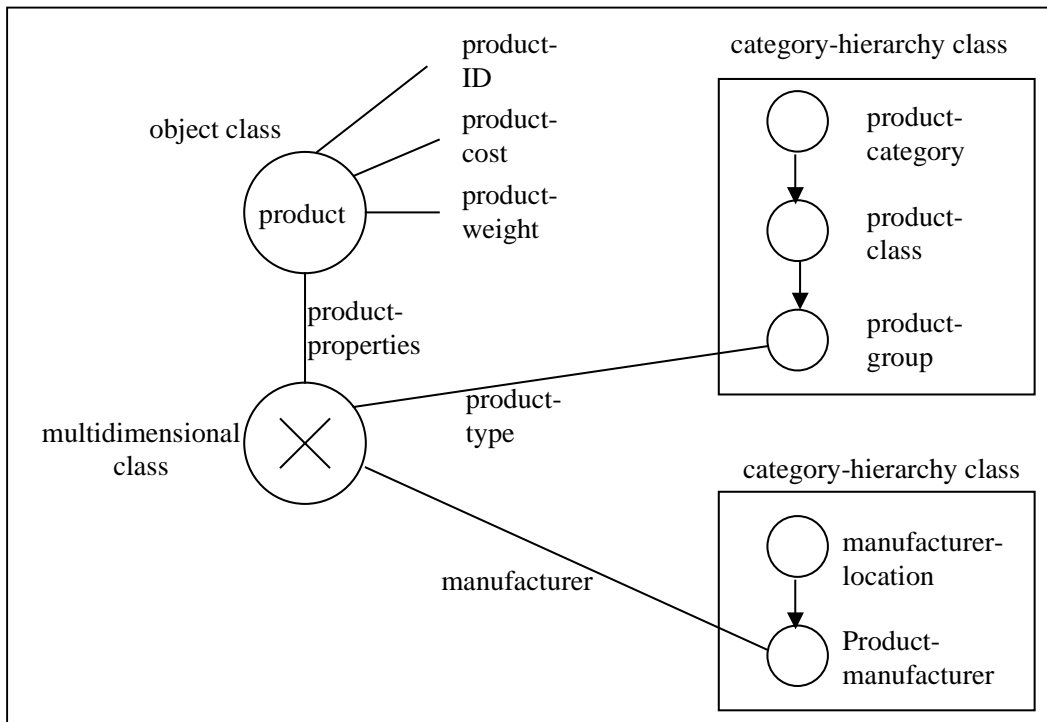 product-
ID
object class
product-
cost
product
product-
weight
product-
properties
multidimensional
class
product-
type
manufacturer
category-hierarchy class
product-
category
product-
class
product-
group
category-hierarchy class
manufacturer-
location
Product-
manufacturer